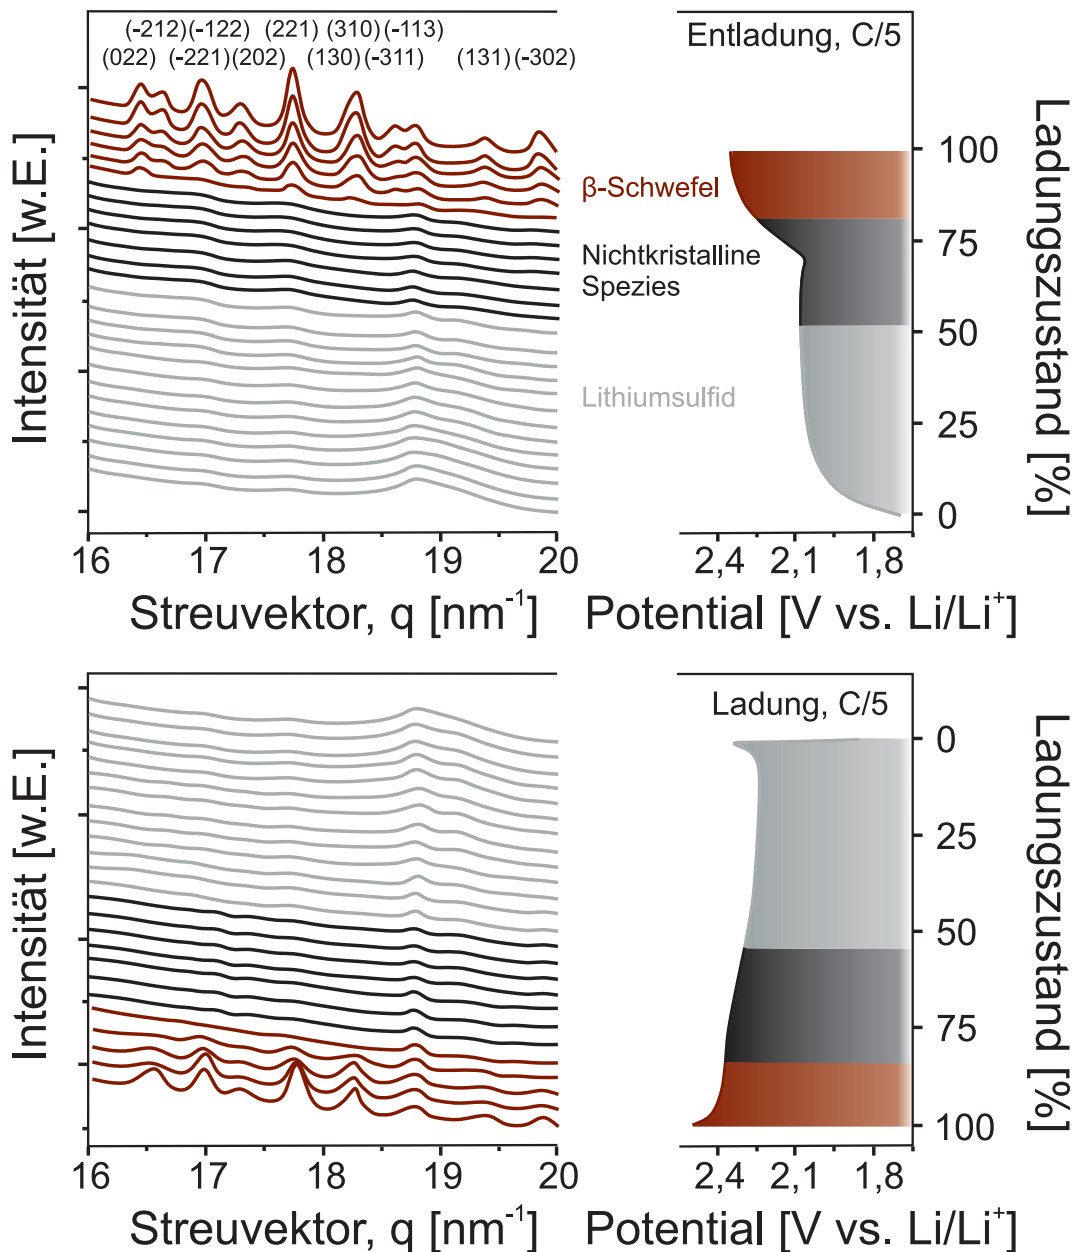 (-212)(-122) (221) (310) (-113)
(022) (-221)(202) (130) (-311) (131) (-302)
Intensität [w.E.]
16 17 18 19 20
Streuvektor, q [nm⁻¹]
Entladung, C/5
β-Schwefel
Nichtkristalline
Spezies
Lithiumsulfid
100
75
50
25
0
Ladungszustand [%]
2,4 2,1 1,8
Potential [V vs. Li/Li⁺]
Intensität [w.E.]
16 17 18 19 20
Streuvektor, q [nm⁻¹]
Ladung, C/5
0
25
50
75
100
Ladungszustand [%]
2,4 2,1 1,8
Potential [V vs. Li/Li⁺]